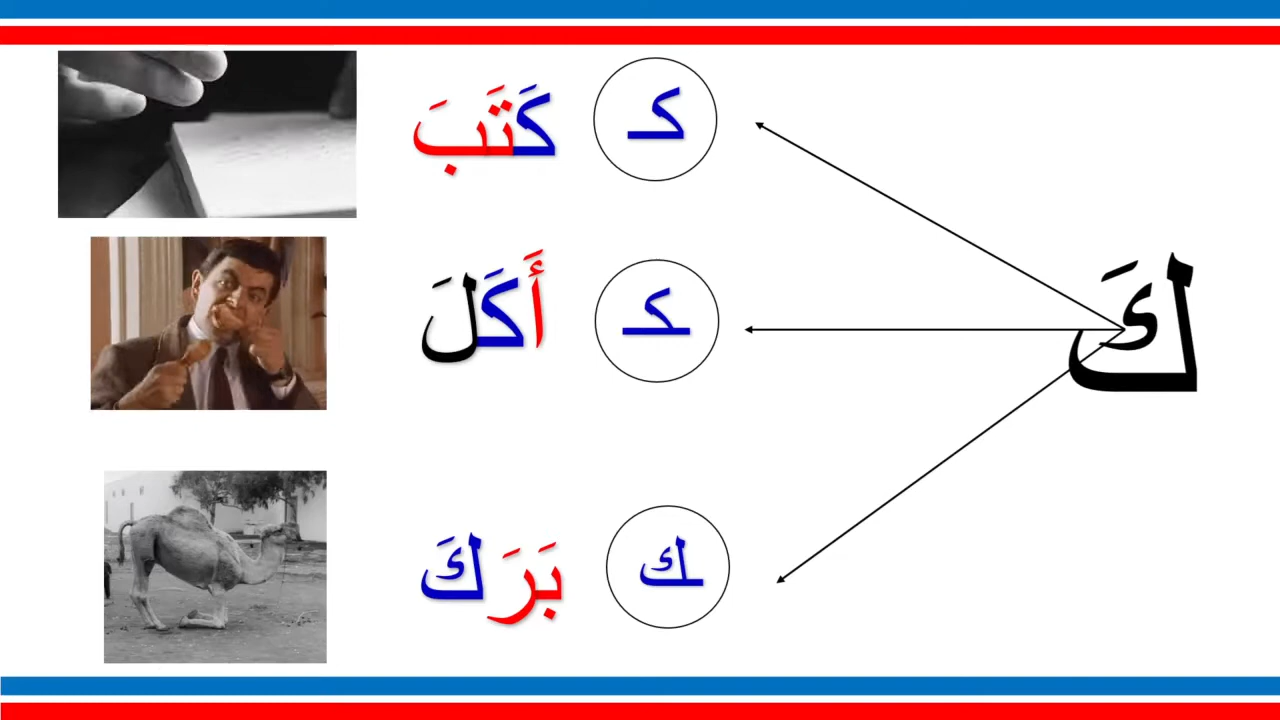 كَ
كـ كَتَبَ
ـكـ أَكَلَ
ـك بَرَكَ